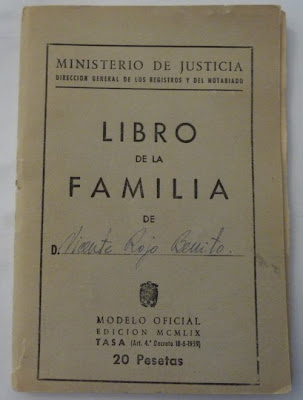 MINISTERIO DE JUSTICIA
DIRECCION GENERAL DE LOS REGISTROS Y DEL NOTARIADO
LIBRO
DE LA
FAMILIA
DE
D. Vicente Rojo Benito.
MODELO OFICIAL
EDICION MCMLIX
TASA (Art. 4.º Decreto 18-6-1959)
20 Pesetas